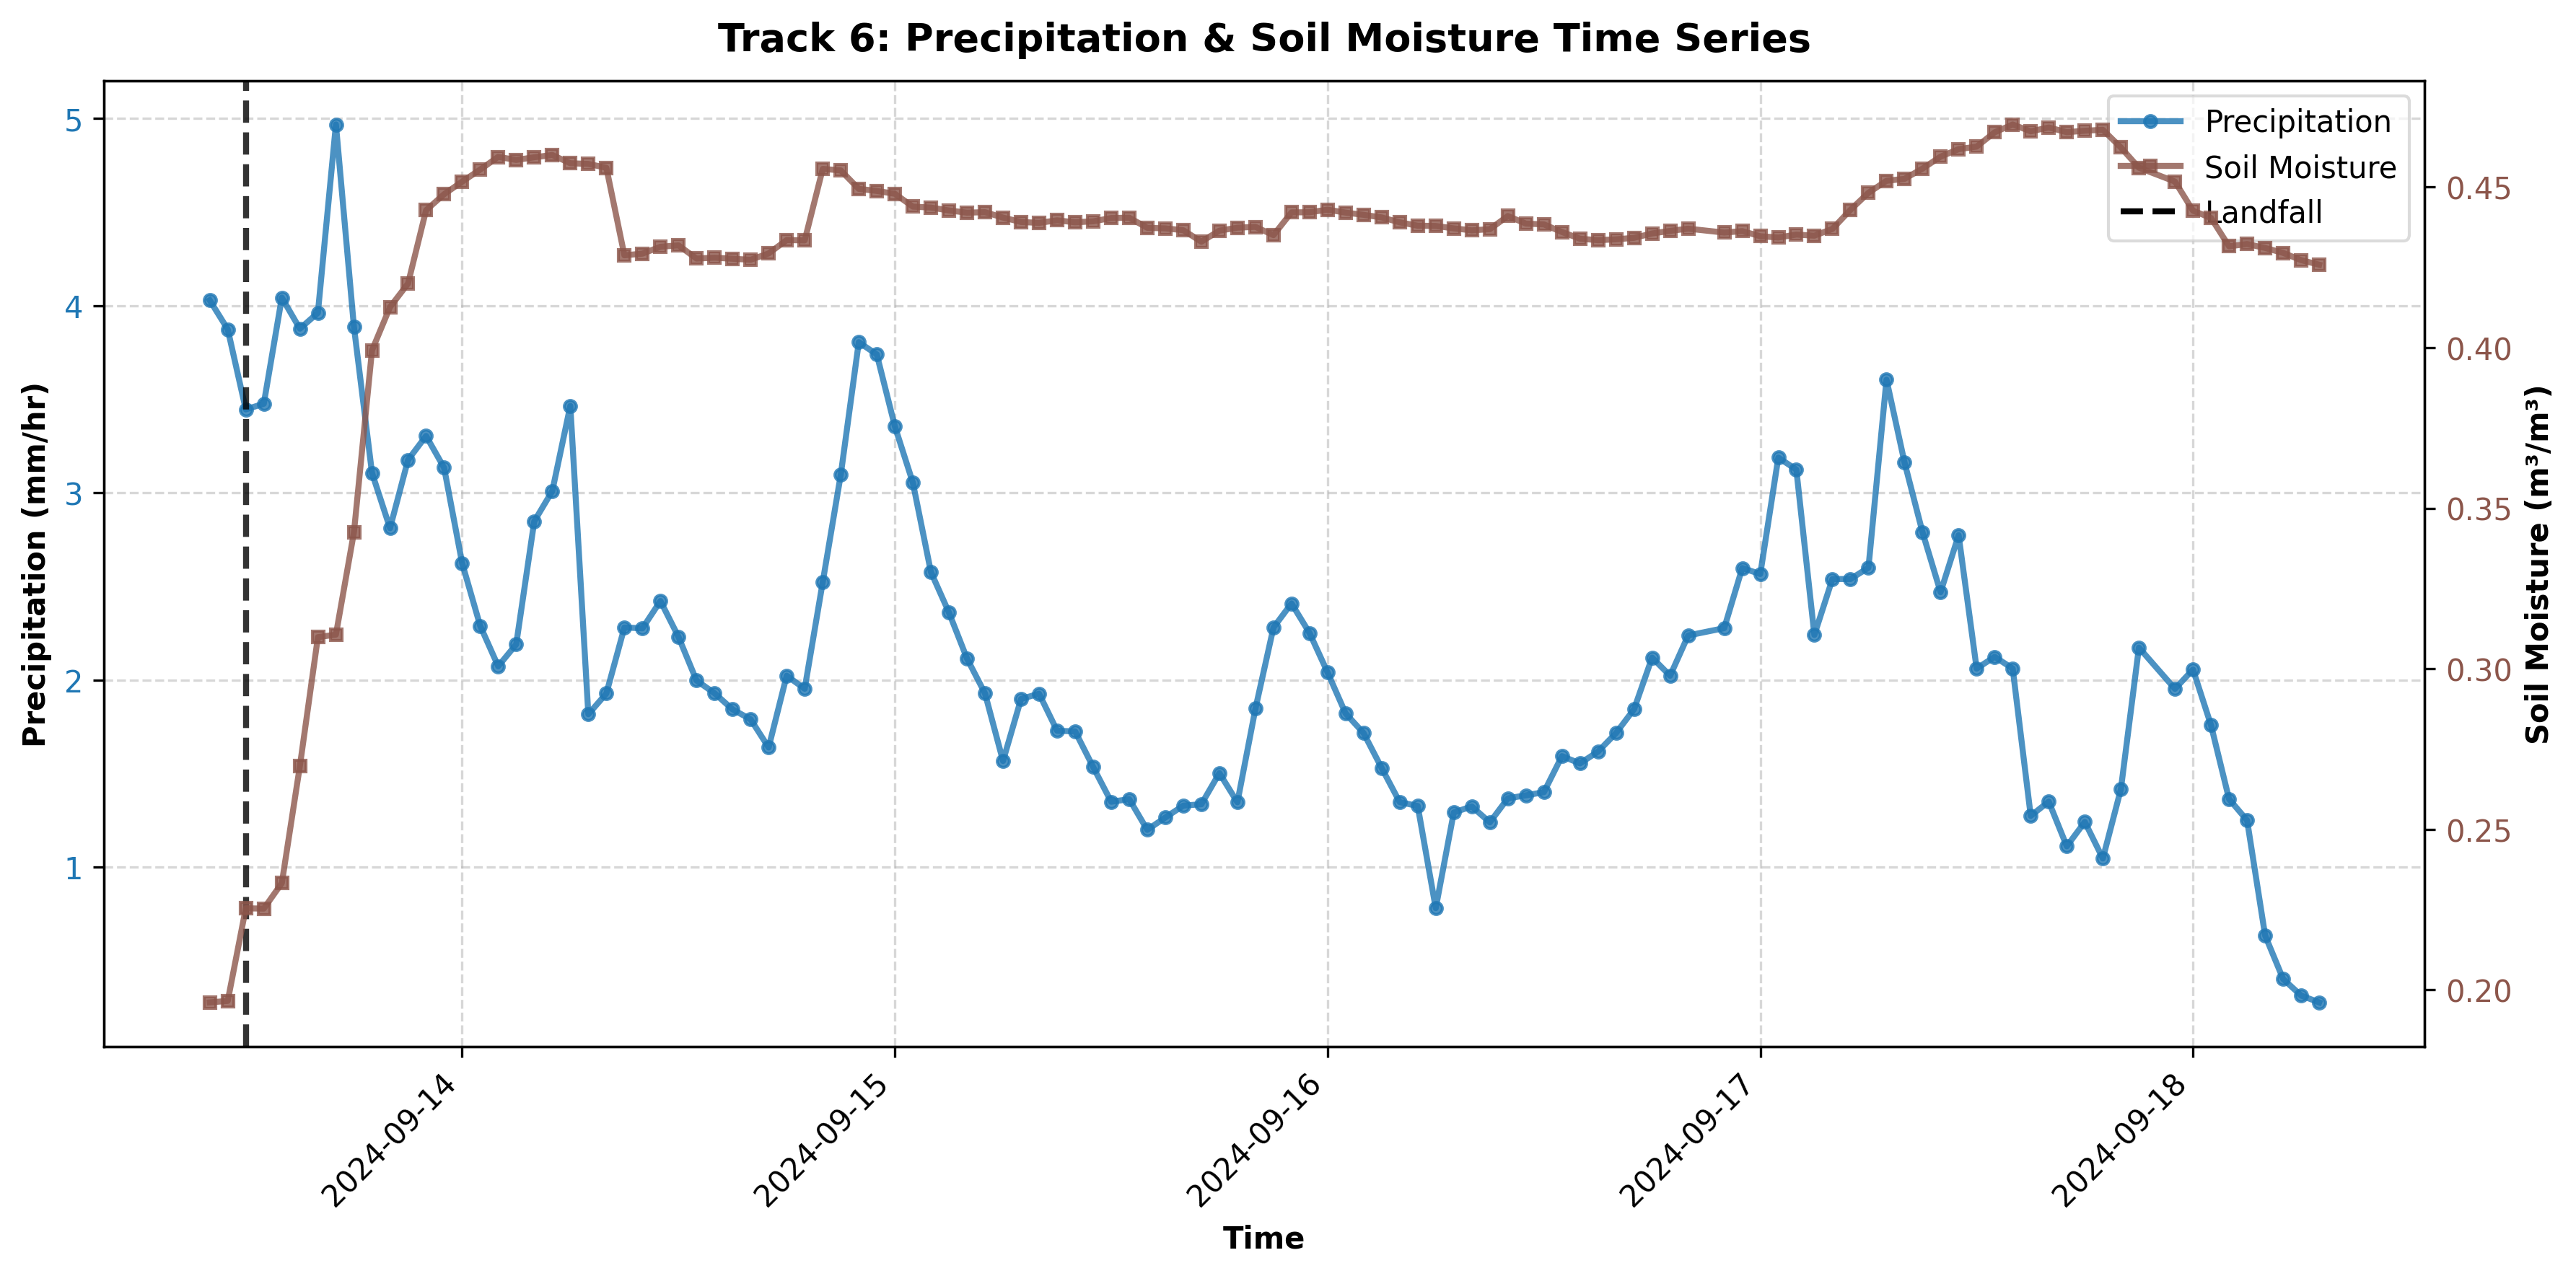 Track 6: Precipitation & Soil Moisture Time Series
Precipitation (mm/hr)
5
4
3
2
1
Precipitation
Soil Moisture
Landfall
0.45
0.40
0.35
0.30
0.25
0.20
Soil Moisture (m³/m³)
2024-09-14
2024-09-15
2024-09-16
2024-09-17
2024-09-18
Time